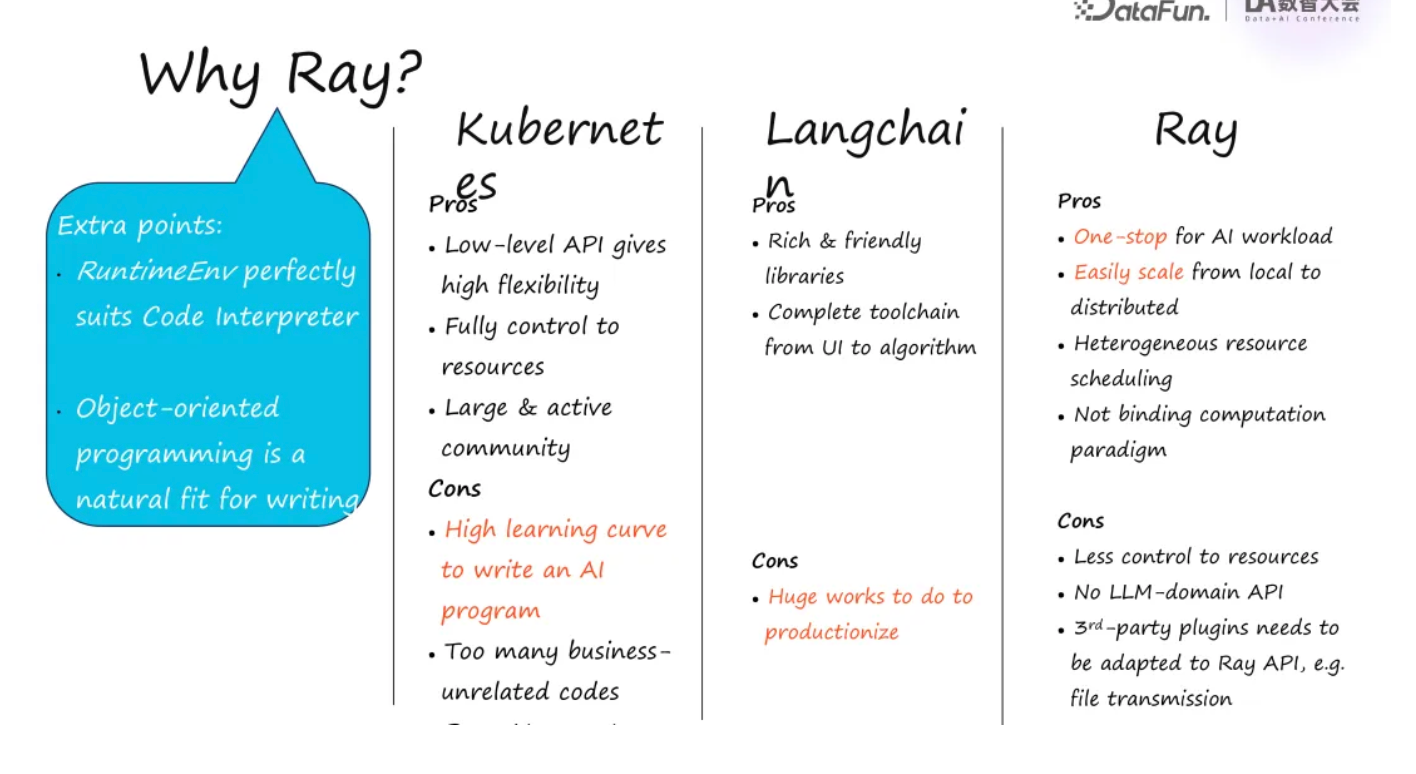 DataFun.
DA数智大会
Data+AI Conference
Why Ray?
Extra points:
· RuntimeEnv perfectly
suits Code Interpreter
· Object-oriented
programming is a
natural fit for writing
Kubernet
es
Pros
• Low-level API gives
high flexibility
• Fully control to
resources
• Large & active
community
Cons
• High learning curve
to write an AI
program
• Too many business-
unrelated codes
Langchai
n
Pros
• Rich & friendly
libraries
• Complete toolchain
from UI to algorithm
Cons
• Huge works to do to
productionize
Ray
Pros
• One-stop for AI workload
• Easily scale from local to
distributed
• Heterogeneous resource
scheduling
• Not binding computation
paradigm
Cons
• Less control to resources
• No LLM-domain API
• 3rd-party plugins needs to
be adapted to Ray API, e.g.
file transmission